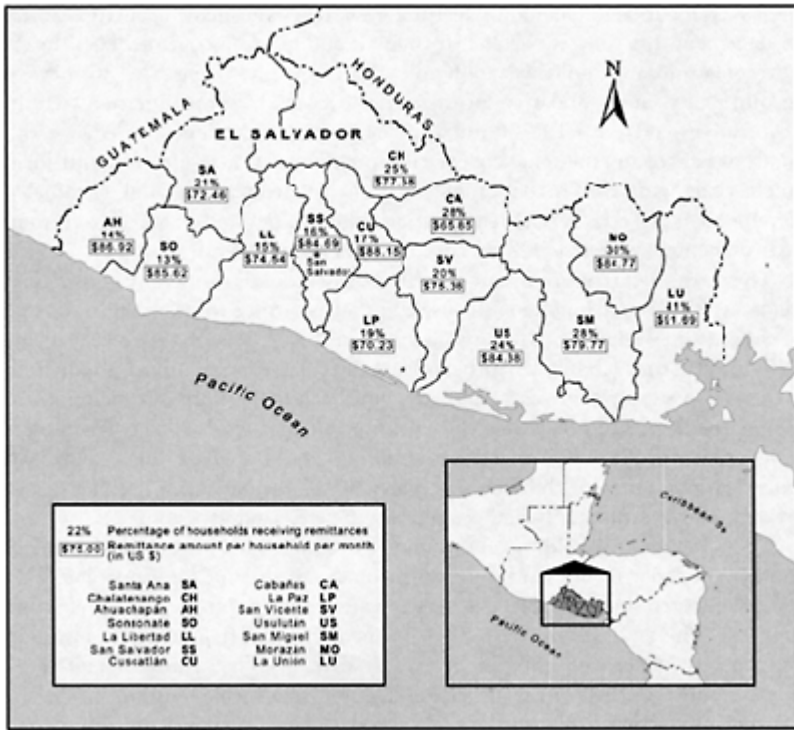 N
GUATEMALA
HONDURAS
EL SALVADOR
CH
25%
$77.38
SA
21%
$72.46
CA
28%
$65.65
AH
14%
$86.92
SO
13%
$85.62
LL
15%
$74.54
SS
16%
$84.69
San
Salvador
CU
17%
$88.15
MO
30%
$84.77
SV
20%
$75.36
LU
41%
LP
19%
$70.23
US
24%
$84.38
SM
28%
$79.77
Pacific Ocean
22% Percentage of households receiving remittances
$75.00 Remittance amount per household per month
(in US $)
Santa Ana SA
Chalatenango CH
Ahuachapán AH
Sonsonate SO
La Libertad LL
San Salvador SS
Cuscatlán CU
Cabañas CA
La Paz LP
San Vicente SV
Usulután US
San Miguel SM
Morazán MO
La Unión LU
Caribbean
Pacific Ocean